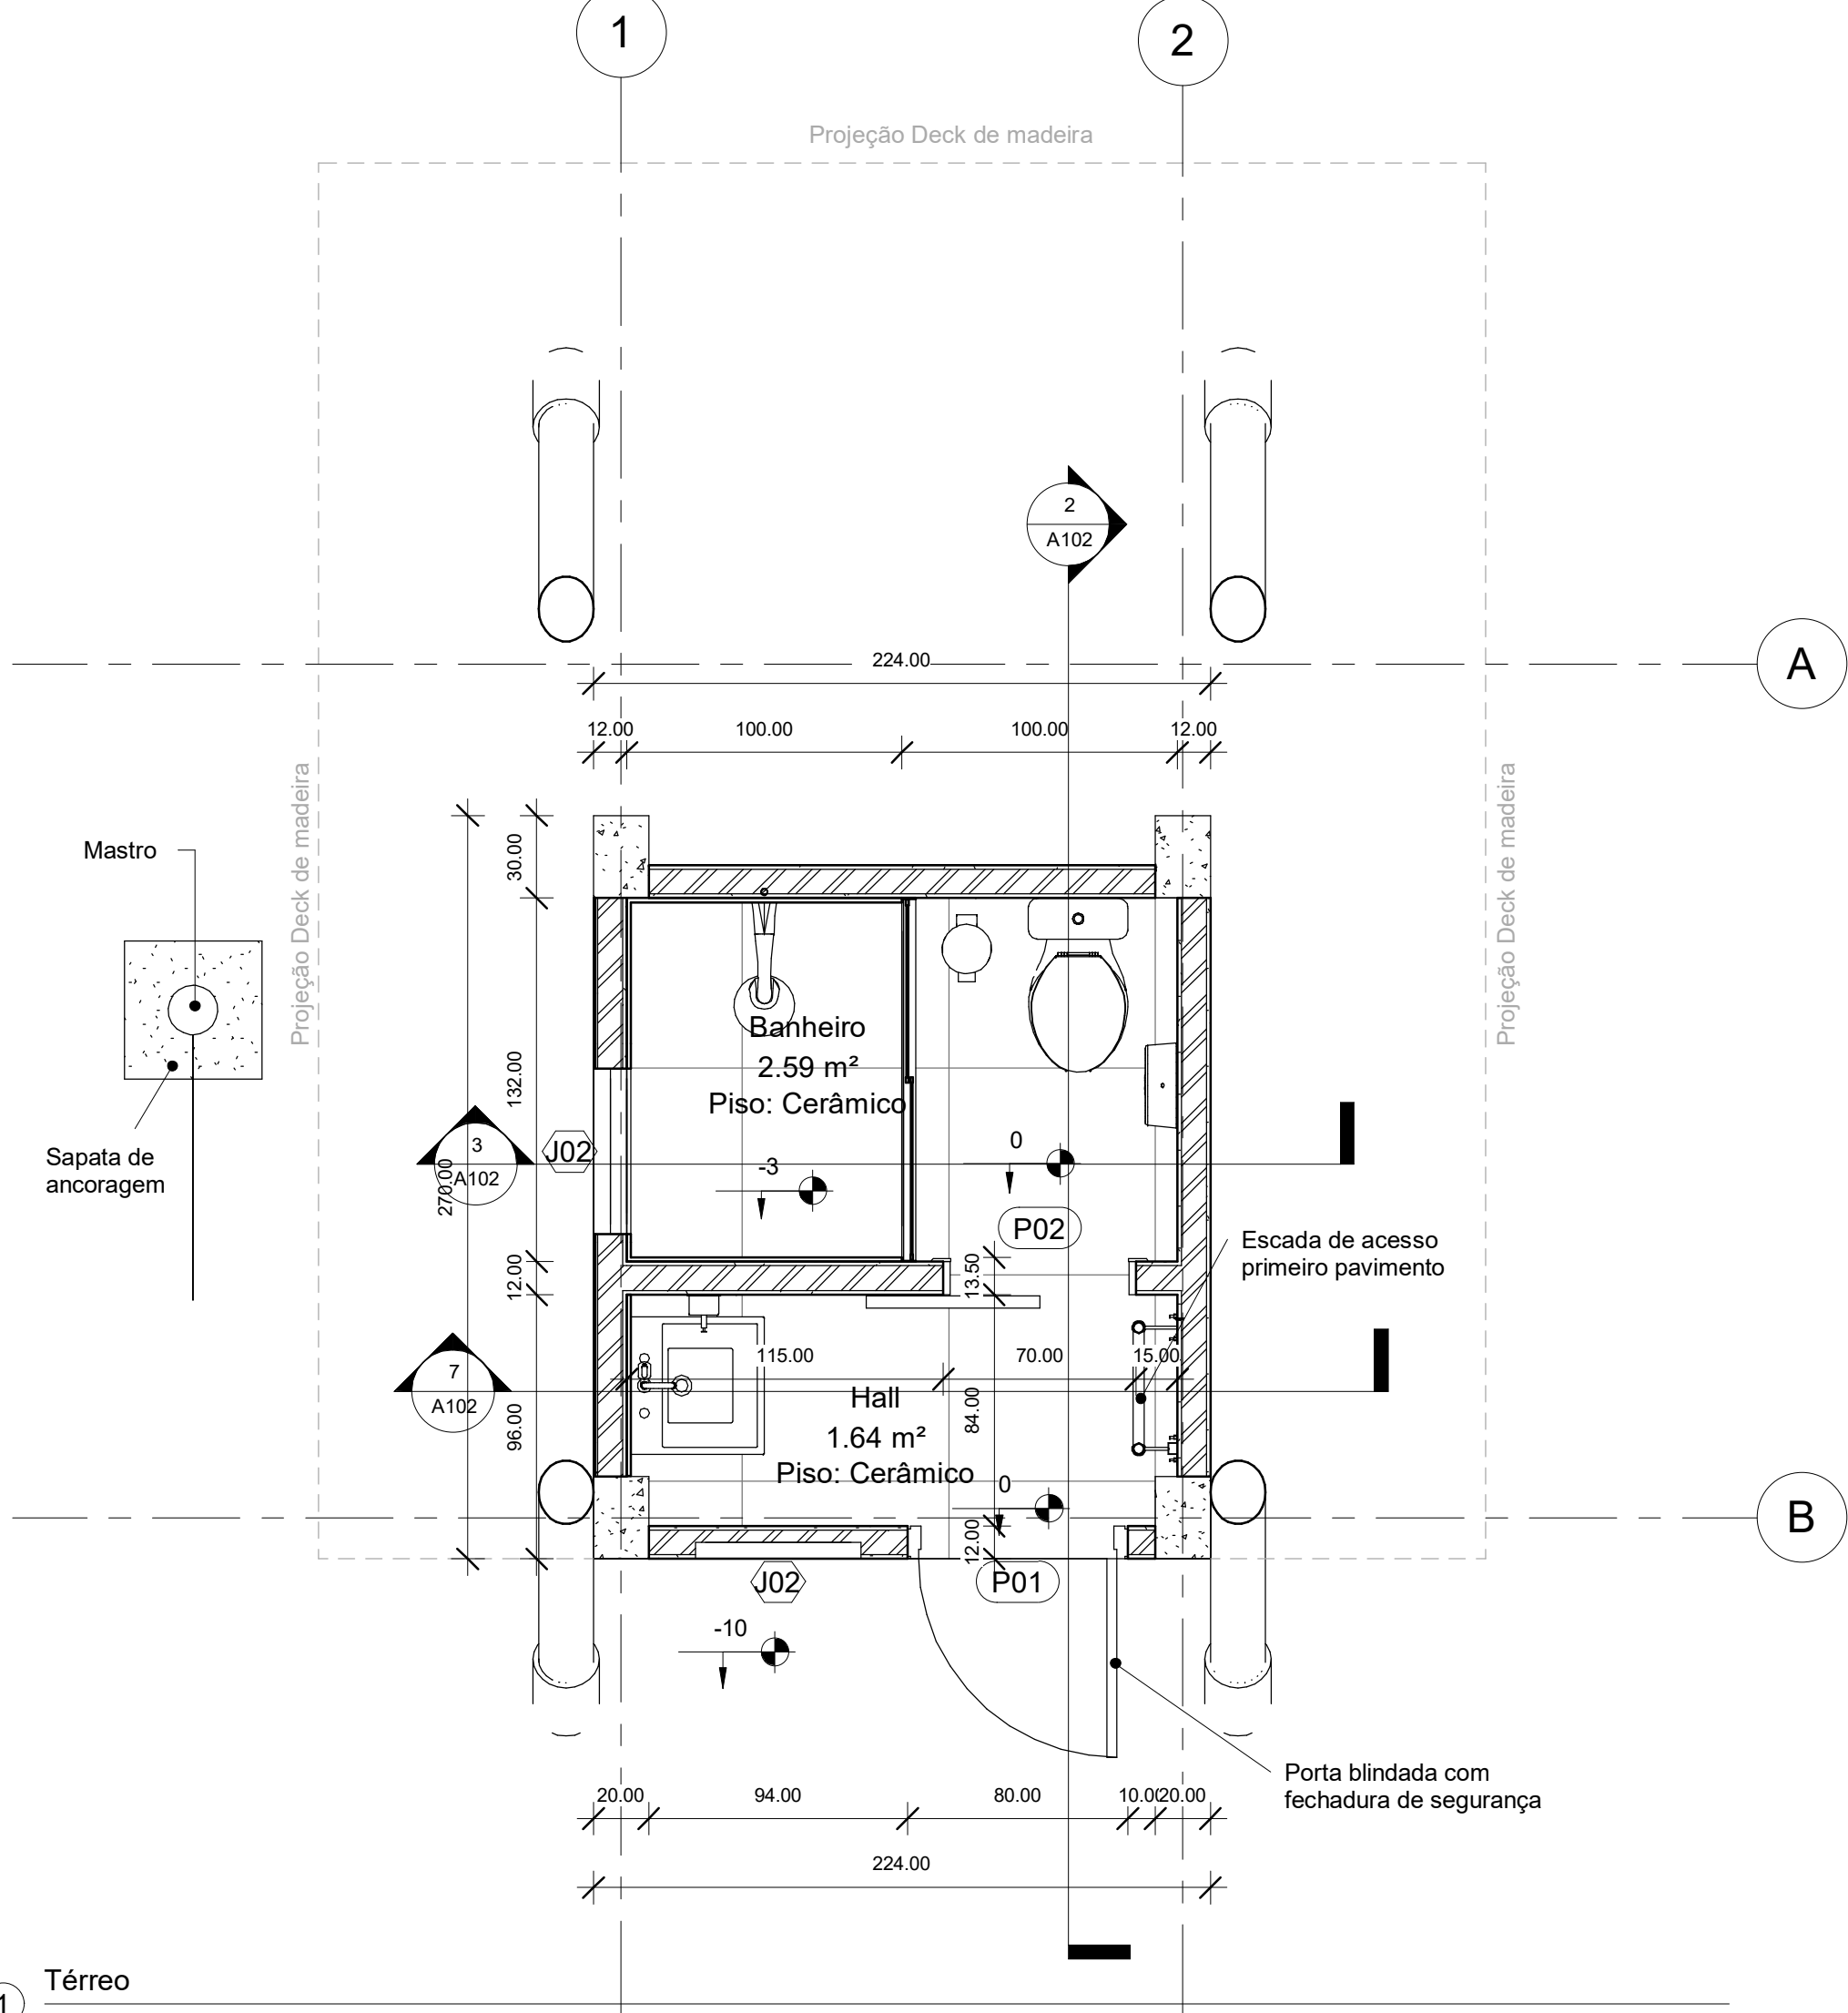 1
2
Projeção Deck de madeira
2
A102
A
224.00
12.00
100.00
100.00
12.00
Projeção Deck de madeira
Projeção Deck de madeira
Mastro
30.00
Banheiro
2.59 m²
Piso: Cerâmico
132.00
Sapata de
ancoragem
3
A102
J02
270.00
-3
0
P02
Escada de acesso
primeiro pavimento
12.00
13.50
115.00
70.00
15.00
7
A102
Hall
1.64 m²
Piso: Cerâmico
84.00
96.00
0
B
12.00
J02
P01
-10
Porta blindada com
fechadura de segurança
20.00
94.00
80.00
10.00
20.00
224.00
Térreo
1